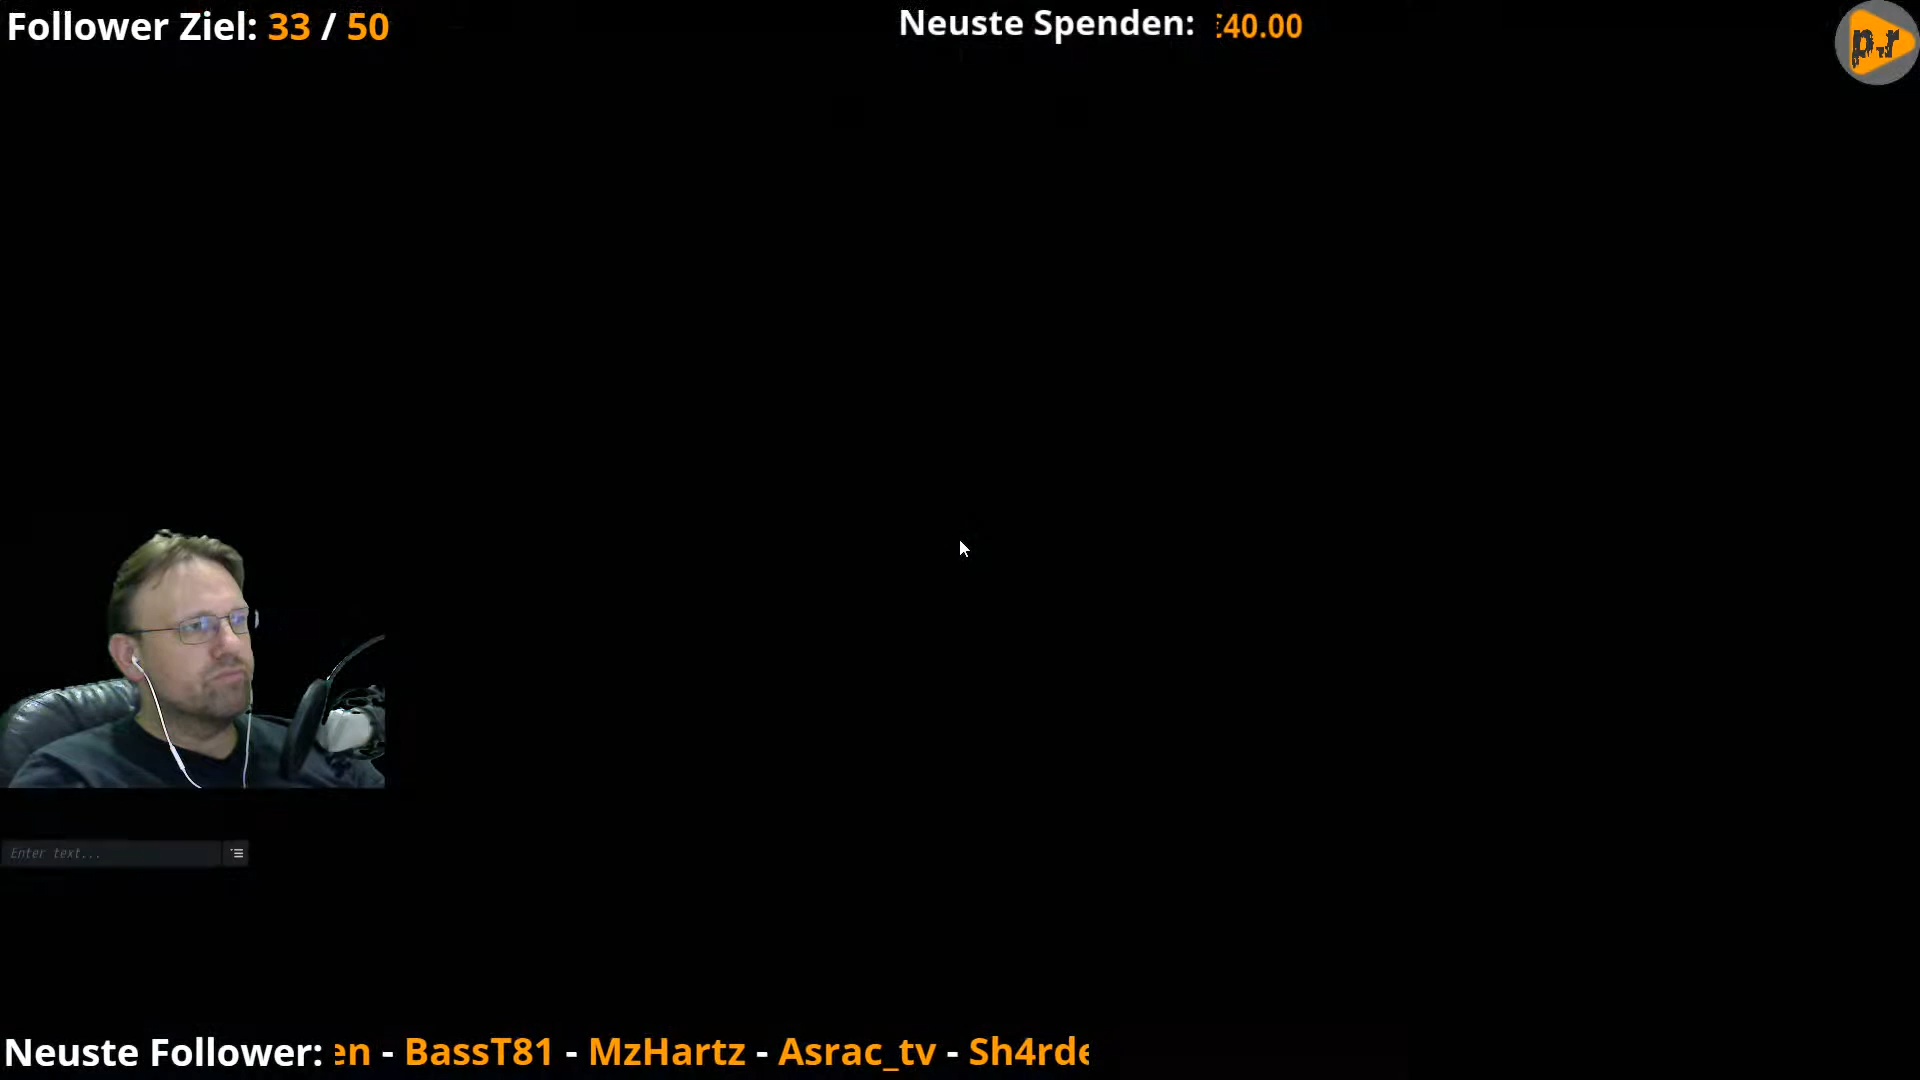 Follower Ziel: 33 / 50
Neuste Spenden: 40.00
p.r
Enter text...
Neuste Follower: en - BassT81 - MzHartz - Asrac_tv - Sh4rde